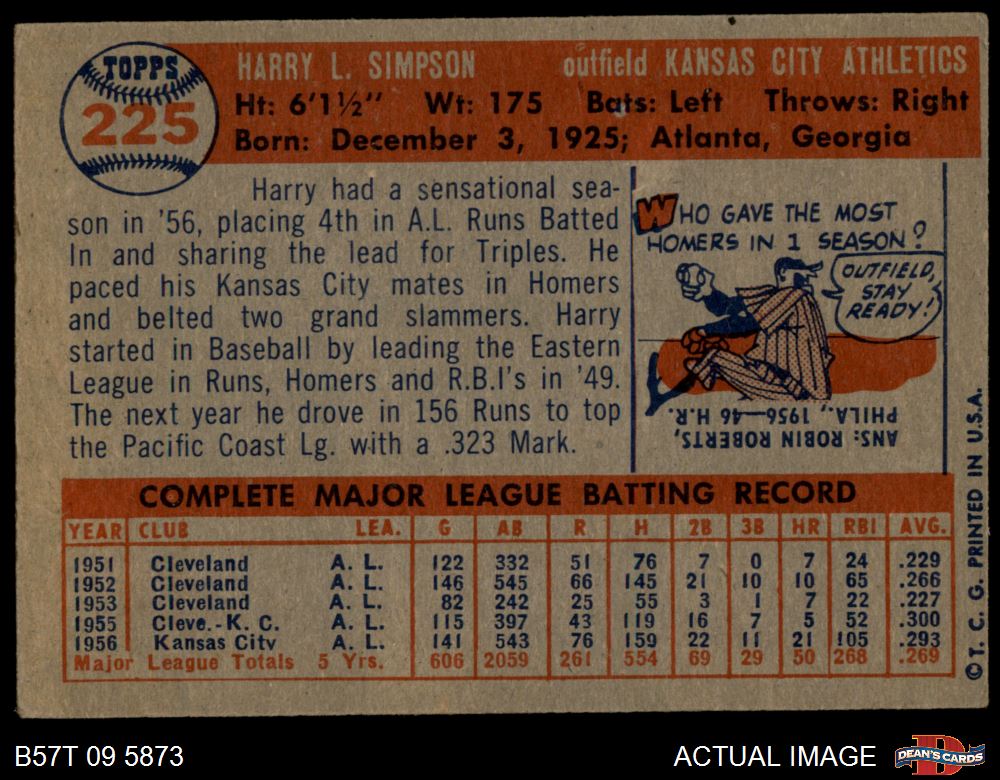 TOPPS
225
HARRY L. SIMPSON outfield KANSAS CITY ATHLETICS
Ht: 6'1½" Wt: 175 Bats: Left Throws: Right
Born: December 3, 1925; Atlanta, Georgia
Harry had a sensational sea-
son in '56, placing 4th in A.L. Runs Batted
In and sharing the lead for Triples. He
paced his Kansas City mates in Homers
and belted two grand slammers. Harry
started in Baseball by leading the Eastern
League in Runs, Homers and R.B.I's in '49.
The next year he drove in 156 Runs to top
the Pacific Coast Lg. with a .323 Mark.
WHO GAVE THE MOST
HOMERS IN 1 SEASON?
OUTFIELD,
STAY
READY!
ANS: ROBIN ROBERTS,
PHILA., 1956—46 H.R.
COMPLETE MAJOR LEAGUE BATTING RECORD
YEAR CLUB LEA. G AB R H 2B 3B HR RBI AVG.
1951 Cleveland A. L. 122 332 51 76 7 0 7 24 .229
1952 Cleveland A. L. 146 545 66 145 21 10 10 65 .266
1953 Cleveland A. L. 82 242 25 55 3 1 7 22 .227
1955 Cleve.-K. C. A. L. 115 397 43 119 16 7 5 52 .300
1956 Kansas City A. L. 141 543 76 159 22 11 21 105 .293
Major League Totals 5 Yrs. 606 2059 261 554 69 29 50 268 .269
© T. C. G. PRINTED IN U.S.A.
B57T 09 5873
ACTUAL IMAGE
DEAN'S CARDS